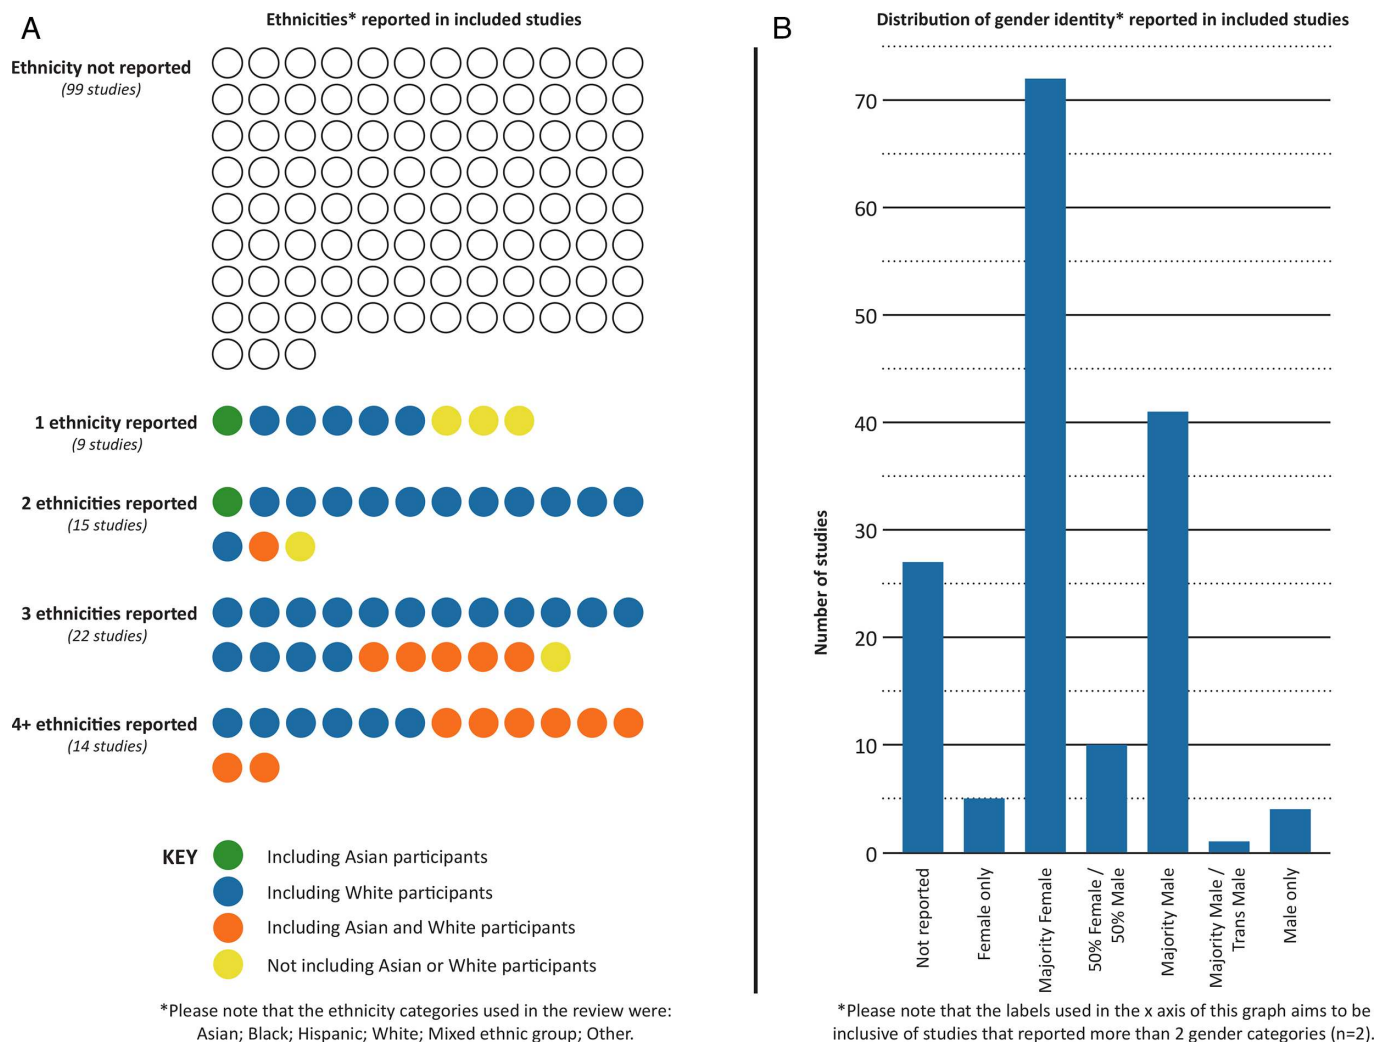 A
Ethnicities* reported in included studies
Ethnicity not reported
(99 studies)
1 ethnicity reported
(9 studies)
2 ethnicities reported
(15 studies)
3 ethnicities reported
(22 studies)
4+ ethnicities reported
(14 studies)
KEY
Including Asian participants
Including White participants
Including Asian and White participants
Not including Asian or White participants
*Please note that the ethnicity categories used in the review were:
Asian; Black; Hispanic; White; Mixed ethnic group; Other.
B
Distribution of gender identity* reported in included studies
Number of studies
70
60
50
40
30
20
10
0
Not reported
Female only
Majority Female
50% Female /
50% Male
Majority Male
Majority Male /
Trans Male
Male only
*Please note that the labels used in the x axis of this graph aims to be
inclusive of studies that reported more than 2 gender categories (n=2).